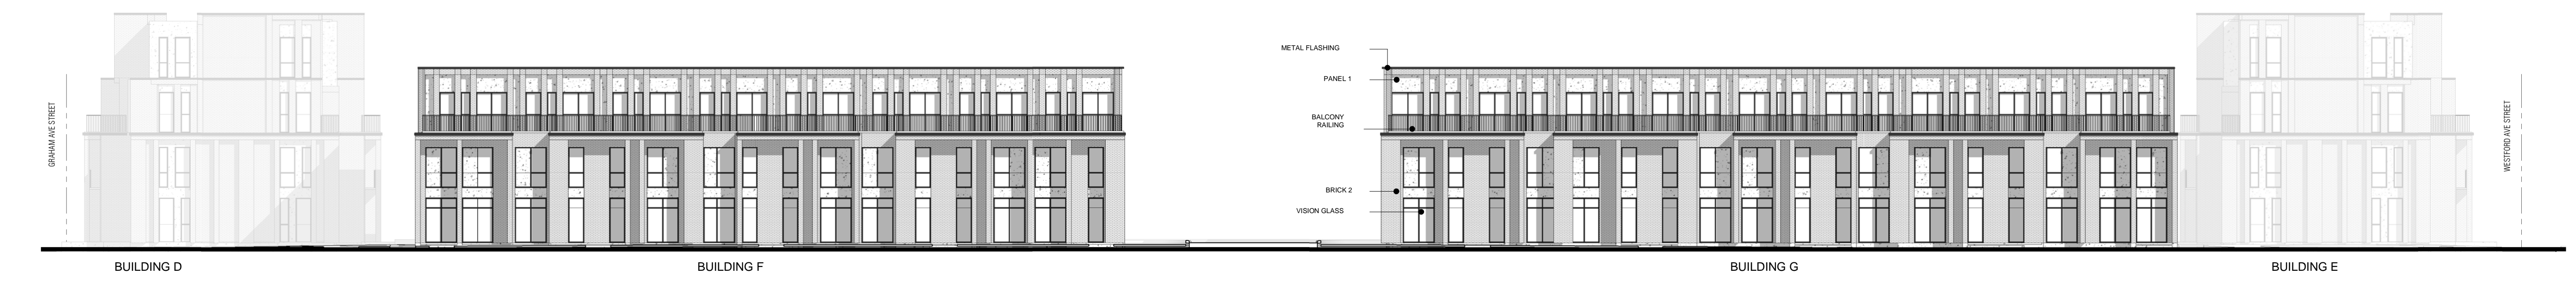 GRAHAM AVE STREET
METAL FLASHING
PANEL 1
BALCONY
RAILING
BRICK 2
VISION GLASS
WESTFORD AVE STREET
BUILDING D
BUILDING F
BUILDING G
BUILDING E